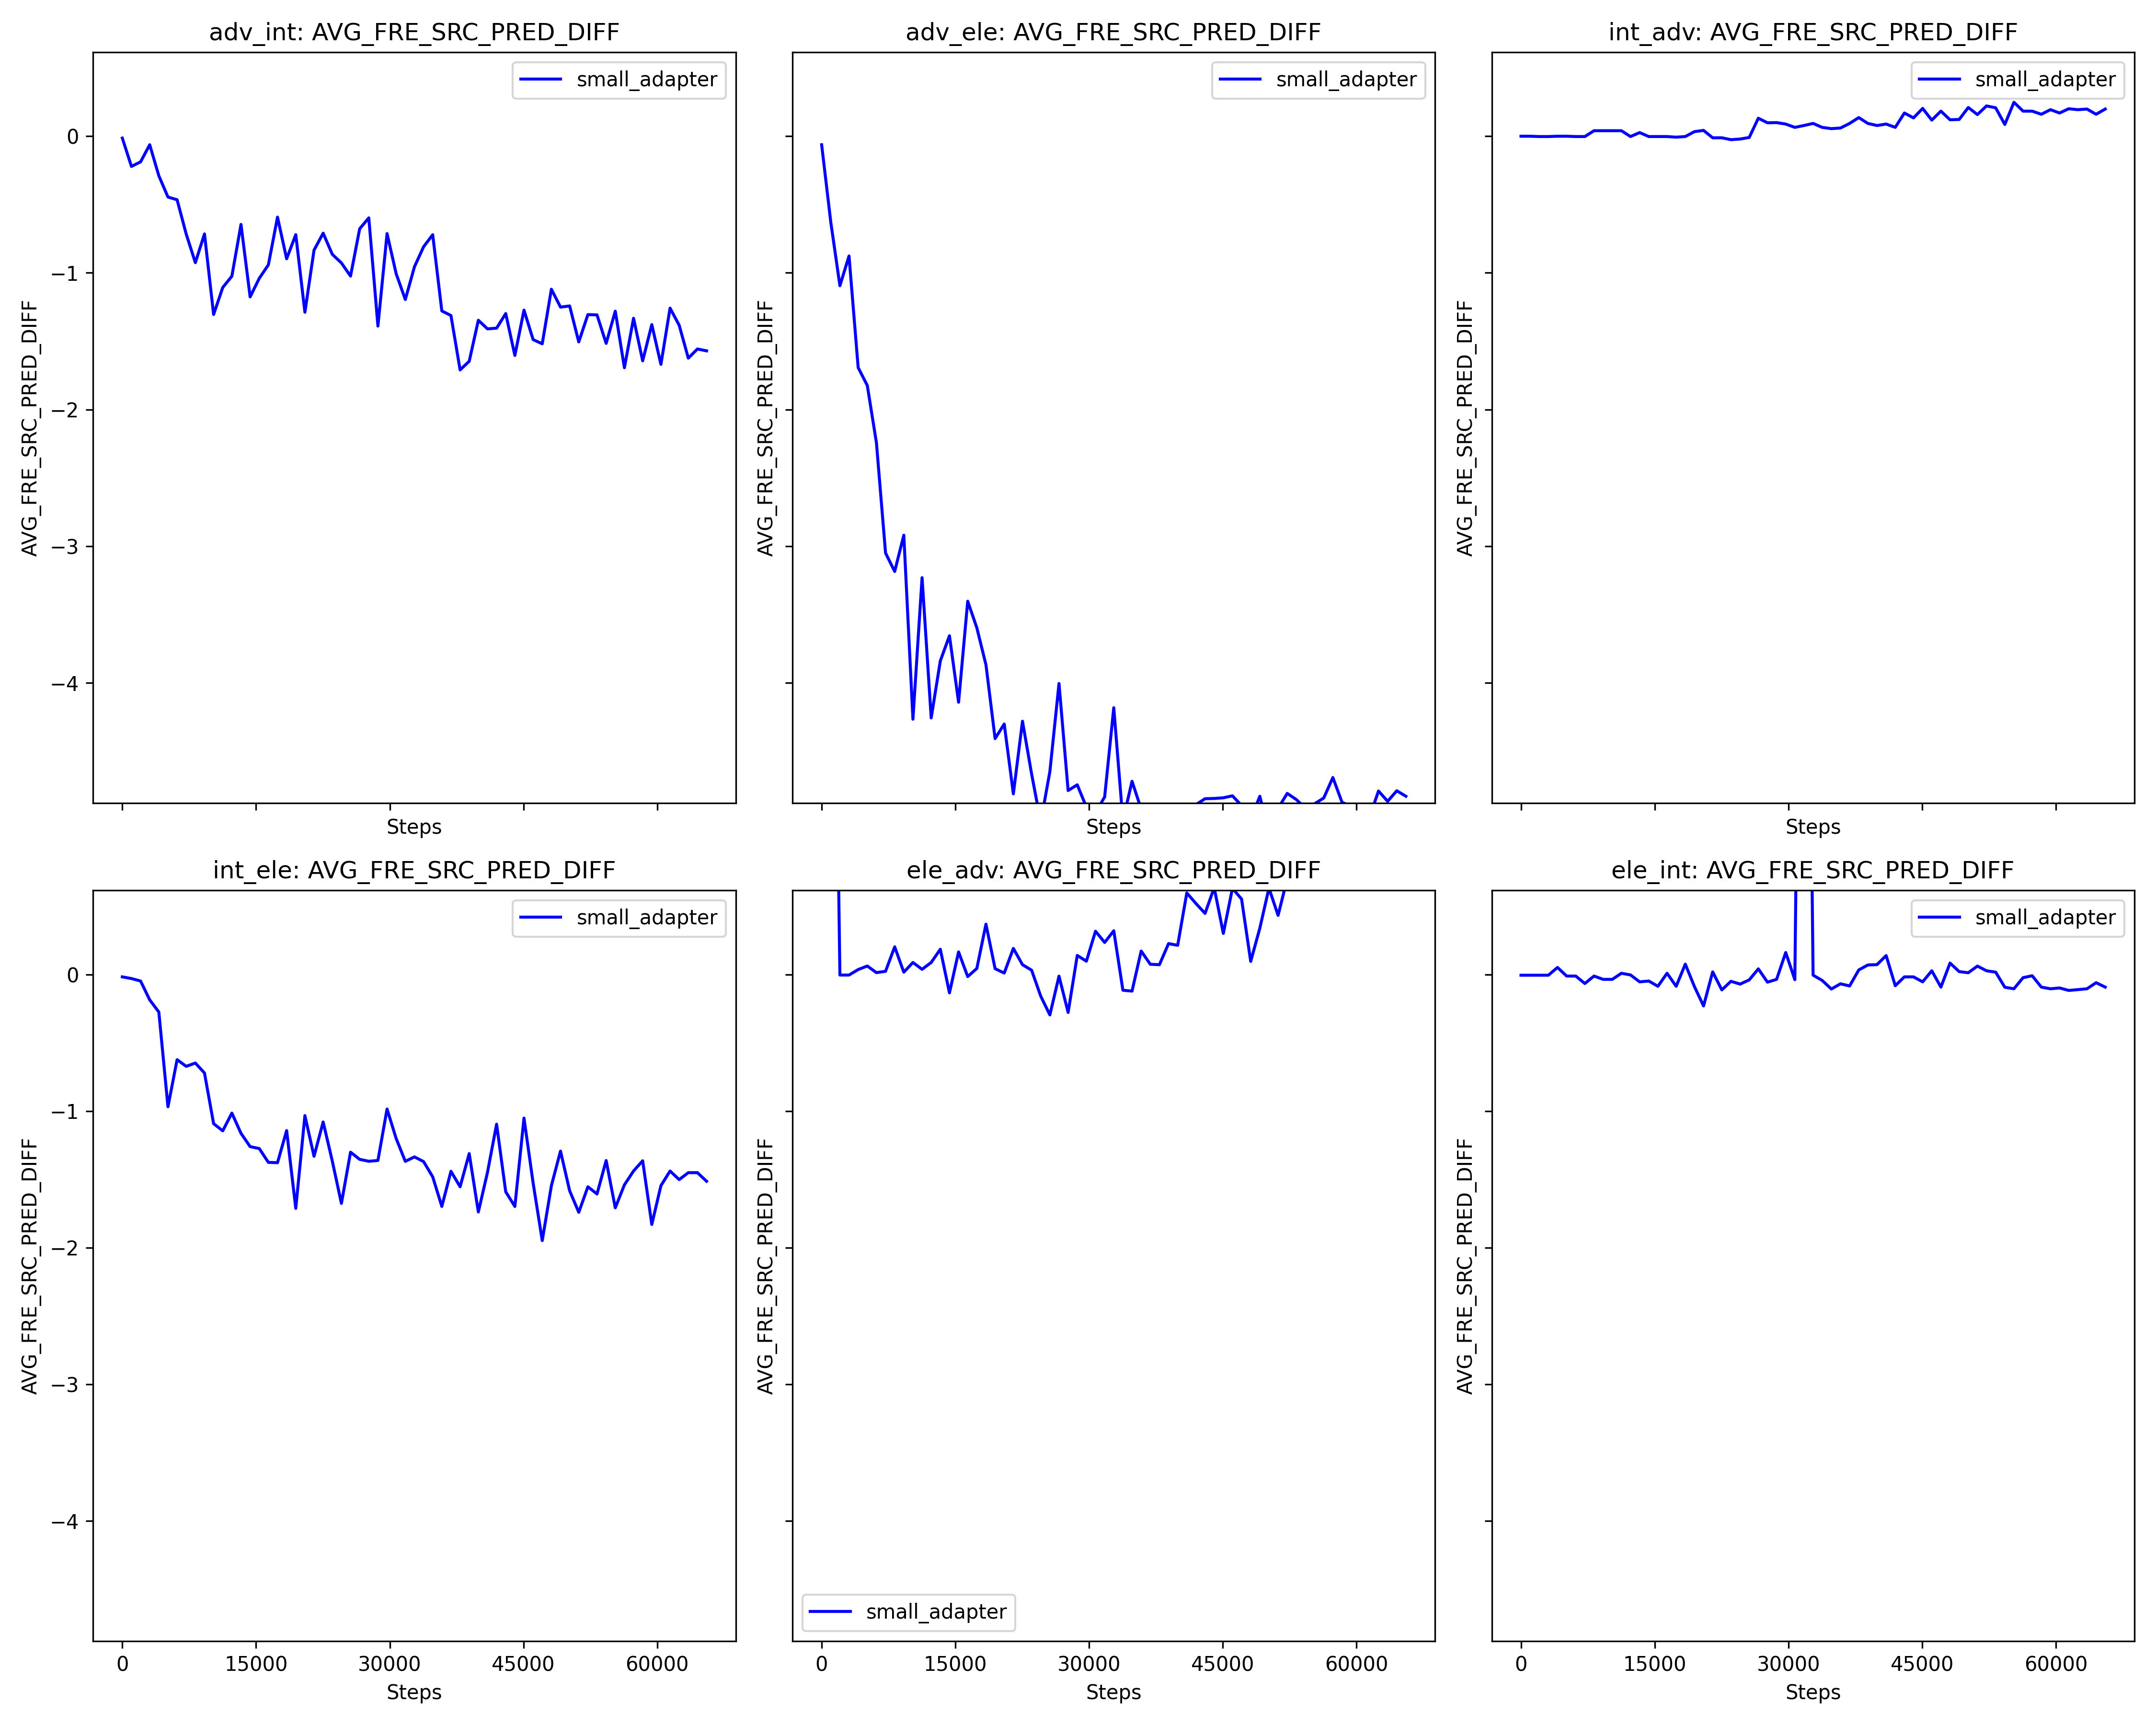 adv_int: AVG_FRE_SRC_PRED_DIFF
small_adapter
0
−1
−2
−3
−4
AVG_FRE_SRC_PRED_DIFF
Steps
adv_ele: AVG_FRE_SRC_PRED_DIFF
small_adapter
AVG_FRE_SRC_PRED_DIFF
Steps
int_adv: AVG_FRE_SRC_PRED_DIFF
small_adapter
AVG_FRE_SRC_PRED_DIFF
Steps
int_ele: AVG_FRE_SRC_PRED_DIFF
small_adapter
0
−1
−2
−3
−4
AVG_FRE_SRC_PRED_DIFF
0 15000 30000 45000 60000
Steps
ele_adv: AVG_FRE_SRC_PRED_DIFF
AVG_FRE_SRC_PRED_DIFF
small_adapter
0 15000 30000 45000 60000
Steps
ele_int: AVG_FRE_SRC_PRED_DIFF
small_adapter
AVG_FRE_SRC_PRED_DIFF
0 15000 30000 45000 60000
Steps